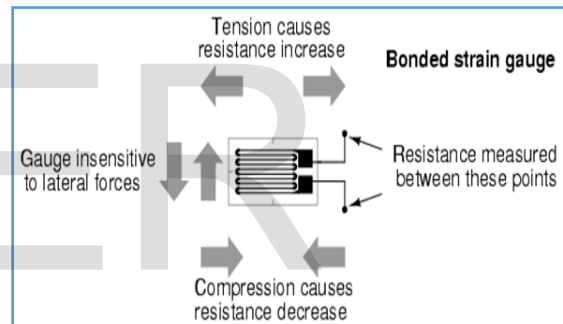 Tension causes
resistance increase
Bonded strain gauge
Gauge insensitive
to lateral forces
Resistance measured
between these points
Compression causes
resistance decrease
ER